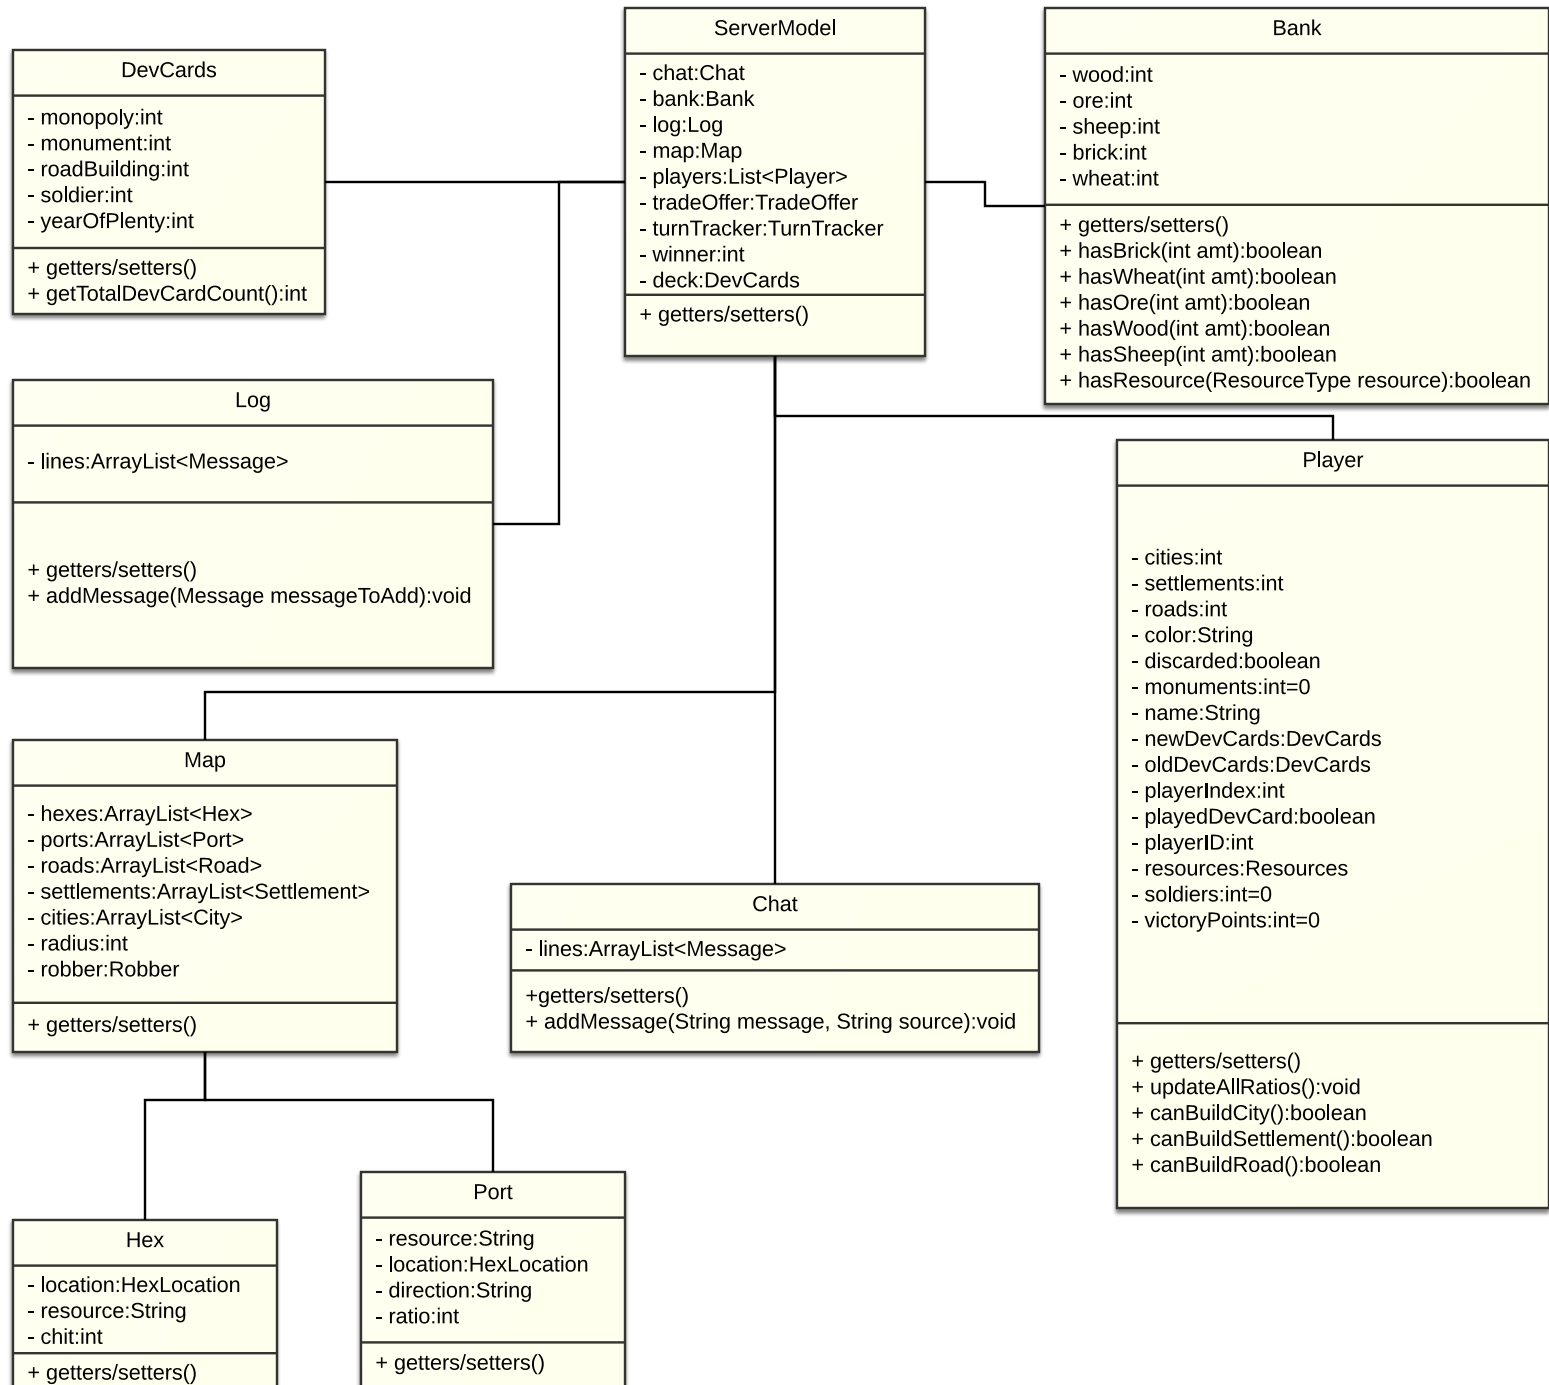 DevCards
- monopoly:int
- monument:int
- roadBuilding:int
- soldier:int
- yearOfPlenty:int
+ getters/setters()
+ getTotalDevCardCount():int
ServerModel
- chat:Chat
- bank:Bank
- log:Log
- map:Map
- players:List<Player>
- tradeOffer:TradeOffer
- turnTracker:TurnTracker
- winner:int
- deck:DevCards
+ getters/setters()
Bank
- wood:int
- ore:int
- sheep:int
- brick:int
- wheat:int
+ getters/setters()
+ hasBrick(int amt):boolean
+ hasWheat(int amt):boolean
+ hasOre(int amt):boolean
+ hasWood(int amt):boolean
+ hasSheep(int amt):boolean
+ hasResource(ResourceType resource):boolean
Log
- lines:ArrayList<Message>
+ getters/setters()
+ addMessage(Message messageToAdd):void
Player
- cities:int
- settlements:int
- roads:int
- color:String
- discarded:boolean
- monuments:int=0
- name:String
- newDevCards:DevCards
- oldDevCards:DevCards
- playerIndex:int
- playedDevCard:boolean
- playerID:int
- resources:Resources
- soldiers:int=0
- victoryPoints:int=0
+ getters/setters()
+ updateAllRatios():void
+ canBuildCity():boolean
+ canBuildSettlement():boolean
+ canBuildRoad():boolean
Map
- hexes:ArrayList<Hex>
- ports:ArrayList<Port>
- roads:ArrayList<Road>
- settlements:ArrayList<Settlement>
- cities:ArrayList<City>
- radius:int
- robber:Robber
+ getters/setters()
Chat
- lines:ArrayList<Message>
+getters/setters()
+ addMessage(String message, String source):void
Hex
- location:HexLocation
- resource:String
- chit:int
+ getters/setters()
Port
- resource:String
- location:HexLocation
- direction:String
- ratio:int
+ getters/setters()